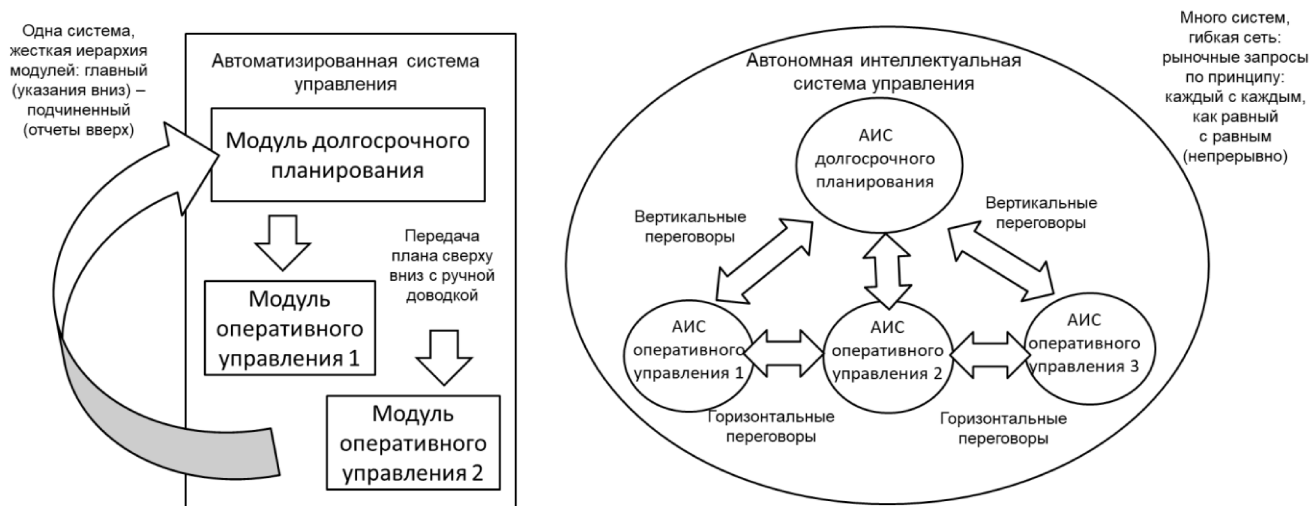 Одна система,
жесткая иерархия
модулей: главный
(указания вниз) –
подчиненный
(отчеты вверх)
Автоматизированная система
управления
Модуль долгосрочного
планирования
Передача
плана сверху
вниз с ручной
доводкой
Модуль
оперативного
управления 1
Модуль
оперативного
управления 2
Много систем,
гибкая сеть:
рыночные запросы
по принципу:
каждый с каждым,
как равный
с равным
(непрерывно)
Автономная интеллектуальная
система управления
АИС
долгосрочного
планирования
Вертикальные
переговоры
Вертикальные
переговоры
АИС
оперативного
управления 1
АИС
оперативного
управления 2
АИС
оперативного
управления 3
Горизонтальные
переговоры
Горизонтальные
переговоры